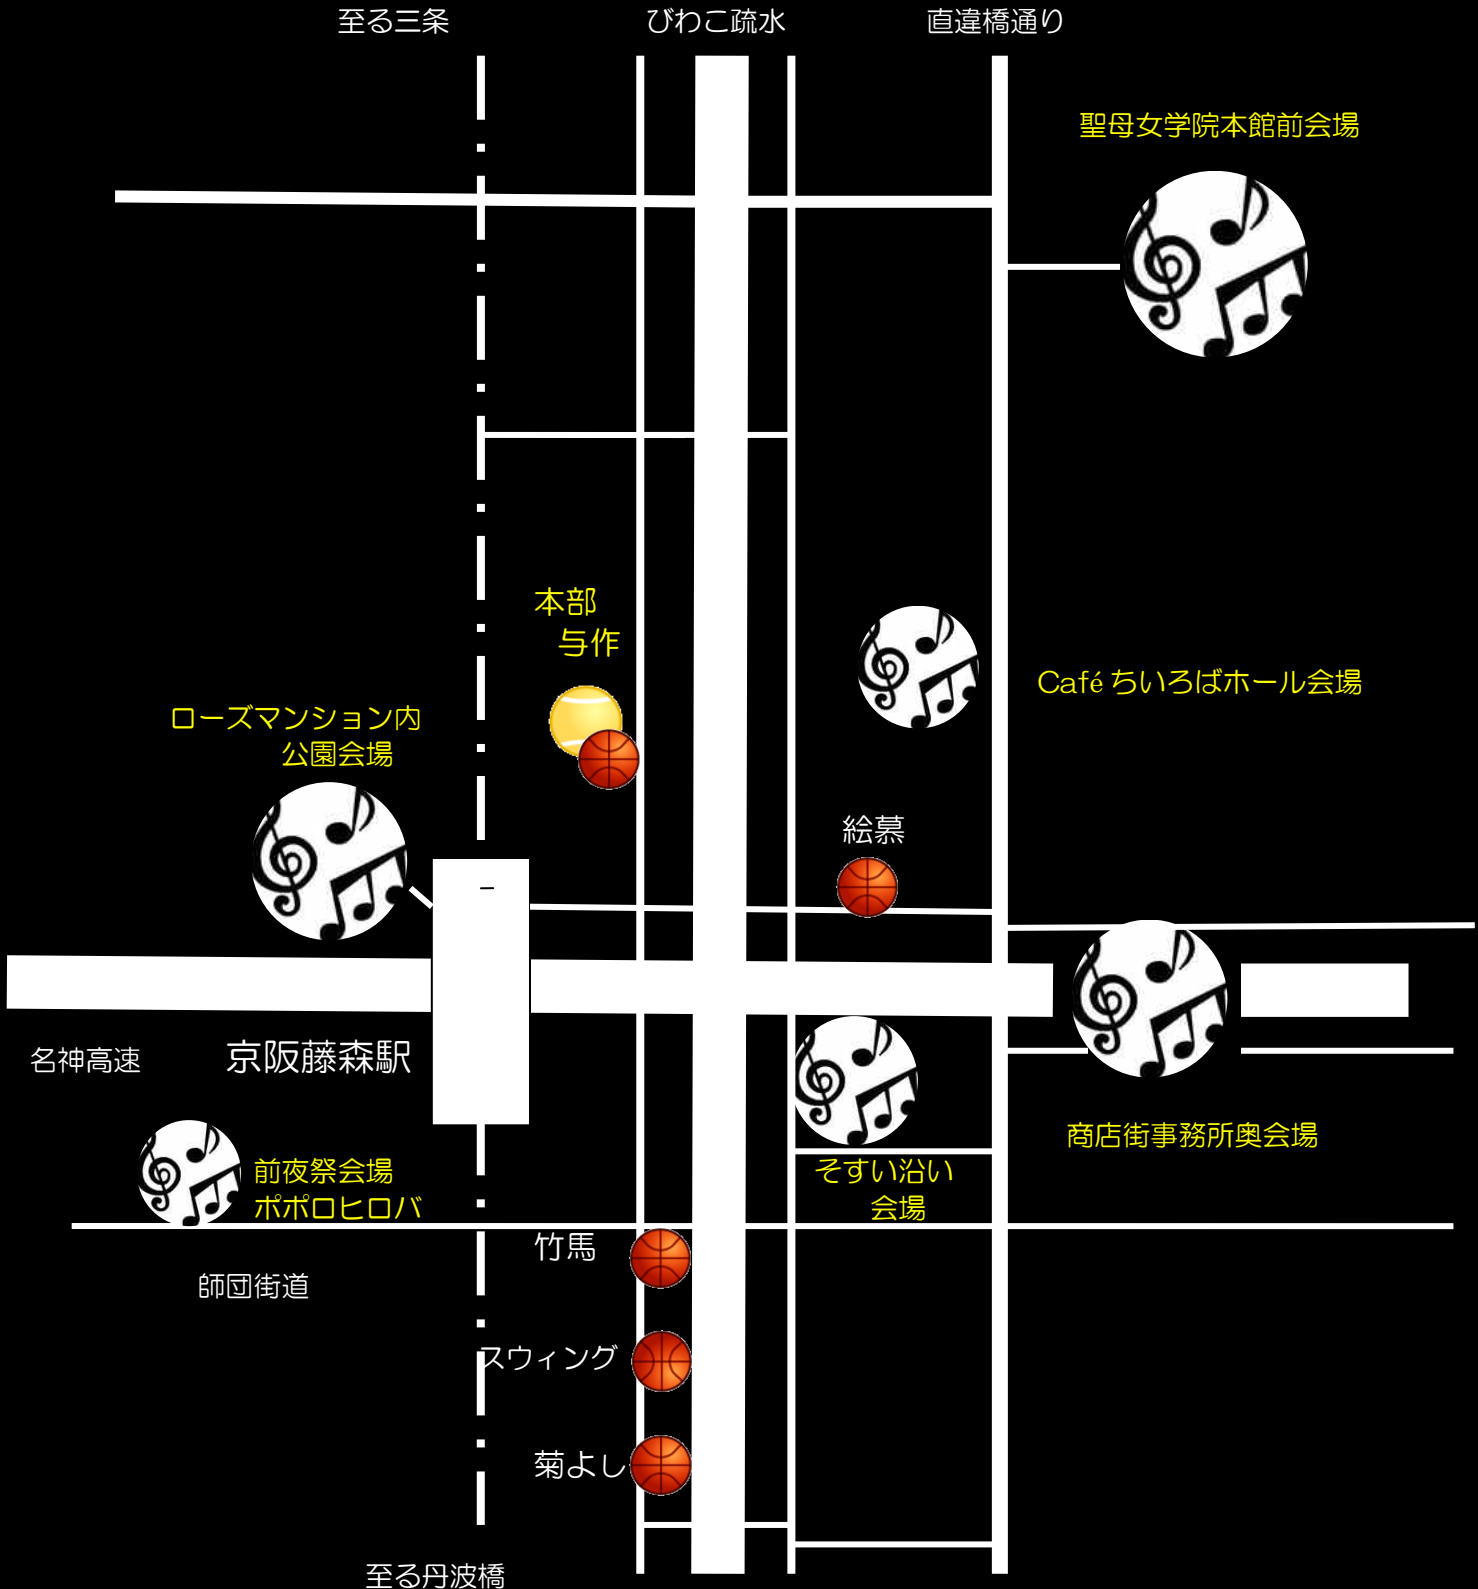 至る三条
びわこ疏水
直違橋通り
聖母女学院本館前会場
本部
与作
Café ちいろばホール会場
ローズマンション内
公園会場
絵慕
名神高速
京阪藤森駅
商店街事務所奥会場
前夜祭会場
ポポロヒロバ
そすい沿い
会場
竹馬
師団街道
スウィング
菊よし
至る丹波橋